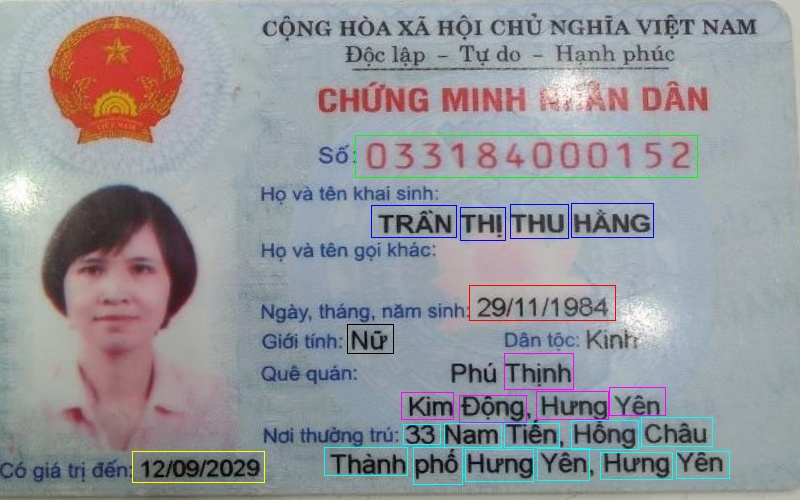 CỘNG HÒA XÃ HỘI CHỦ NGHĨA VIỆT NAM
Độc lập – Tự do – Hạnh phúc
CHỨNG MINH NHÂN DÂN
Số: 033184000152
Họ và tên khai sinh:
TRẦN THỊ THU HẰNG
Họ và tên gọi khác:
Ngày, tháng, năm sinh: 29/11/1984
Giới tính: Nữ Dân tộc: Kinh
Quê quán: Phú Thịnh
Kim Động, Hưng Yên
Nơi thường trú: 33 Nam Tiến, Hồng Châu
Thành phố Hưng Yên, Hưng Yên
Có giá trị đến: 12/09/2029